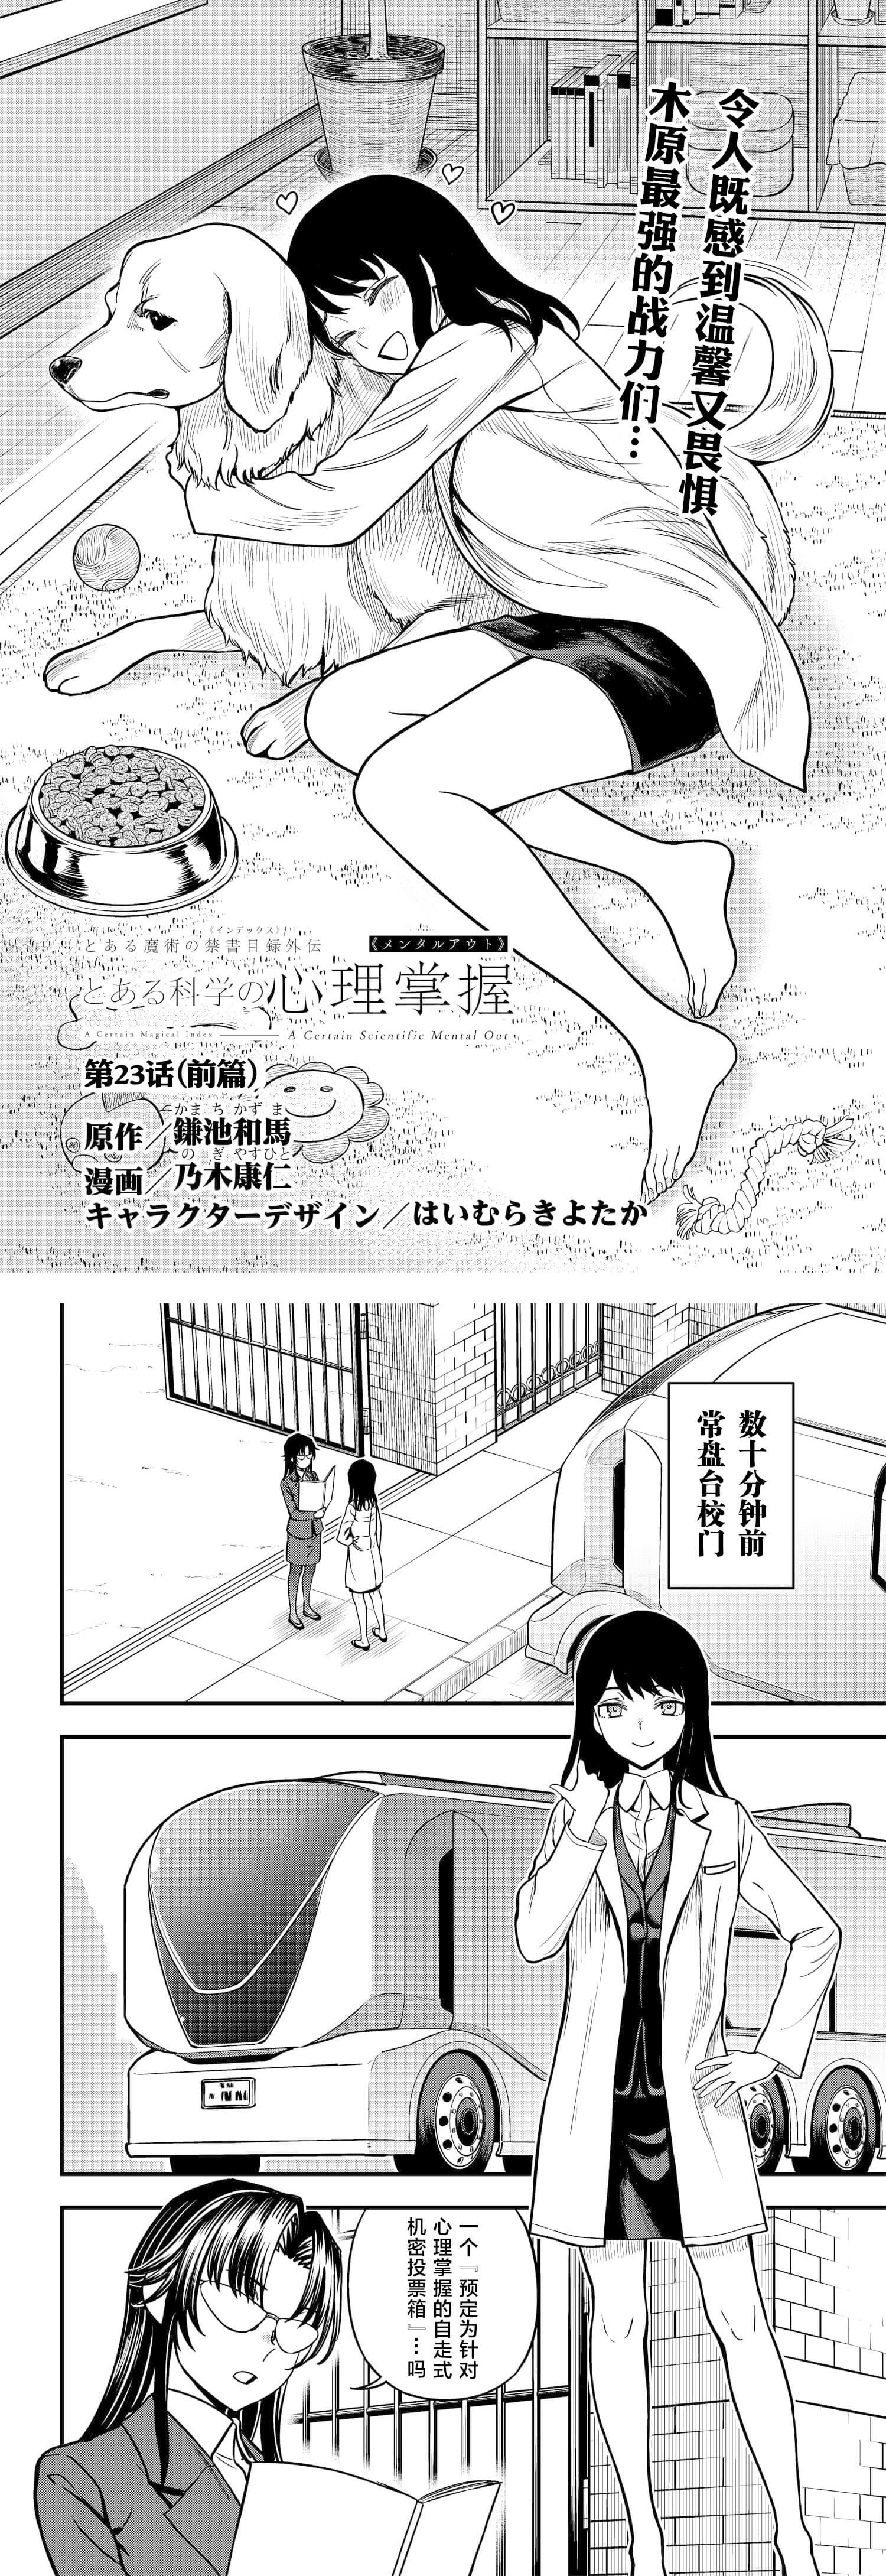 令人既感到温馨又畏惧
木原最强的战力们…
《インデックス》
とある魔術の禁書目録外伝
《メンタルアウト》
とある科学の心理掌握
A Certain Magical Index
A Certain Scientific Mental Out
第23话(前篇)
かまちかずま
原作／鎌池和馬
のぎやすひと
漫画／乃木康仁
キャラクターデザイン／はいむらきよたか
数十分钟前
常盘台校门
一个『预定为针对
心理掌握的自走式
机密投票箱』…吗